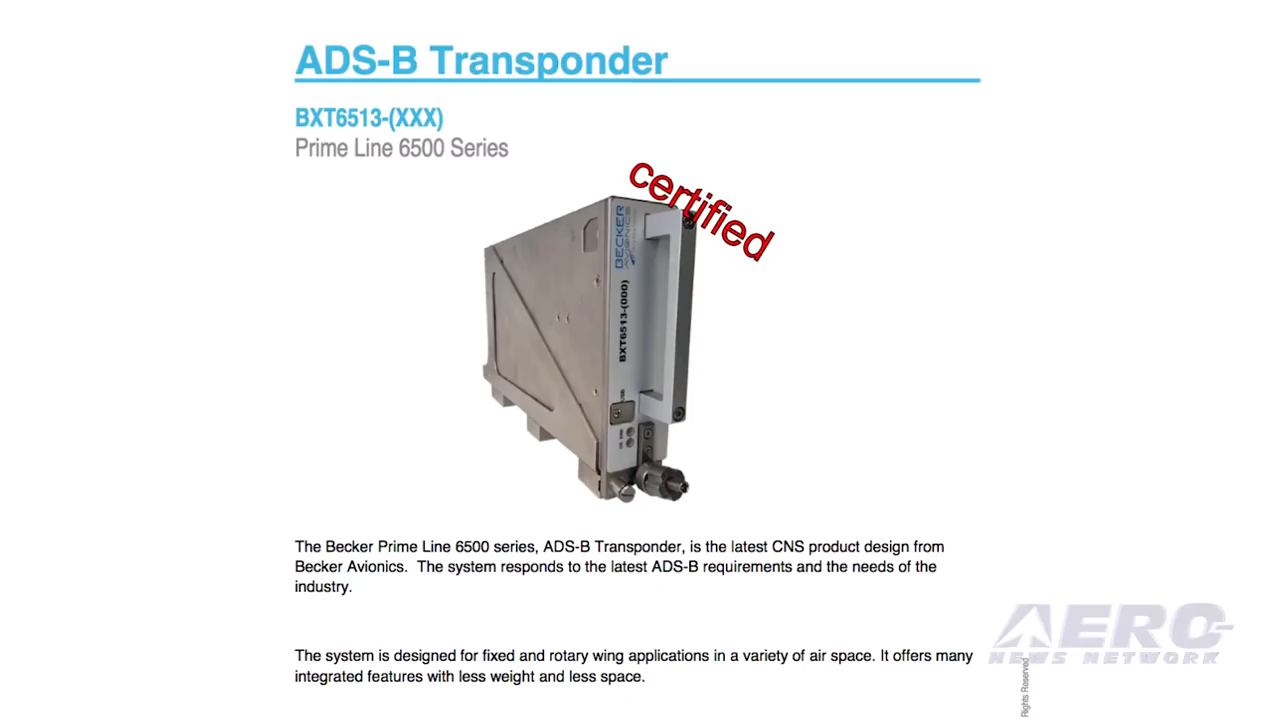 ADS-B Transponder
BXT6513-(XXX)
Prime Line 6500 Series
certified
BECKER
AVIONICS
BXT6513-(000)
USB
The Becker Prime Line 6500 series, ADS-B Transponder, is the latest CNS product design from
Becker Avionics. The system responds to the latest ADS-B requirements and the needs of the
industry.
The system is designed for fixed and rotary wing applications in a variety of air space. It offers many
integrated features with less weight and less space.
AERO
NEWS NETWORK
Rights Reserved